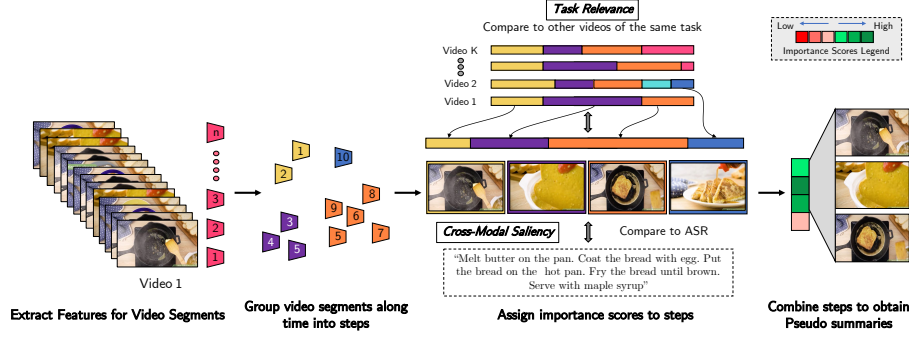 Task Relevance
Compare to other videos of the same task
Low
High
Importance Scores Legend
Video K
Video 2
Video 1
n
3
2
1
Video 1
1
2
10
3
4
5
8
9
6
5
7
Cross-Modal Saliency
Compare to ASR
“Melt butter on the pan. Coat the bread with egg. Put
the bread on the hot pan. Fry the bread until brown.
Serve with maple syrup”
Extract Features for Video Segments
Group video segments along
time into steps
Assign importance scores to steps
Combine steps to obtain
Pseudo summaries